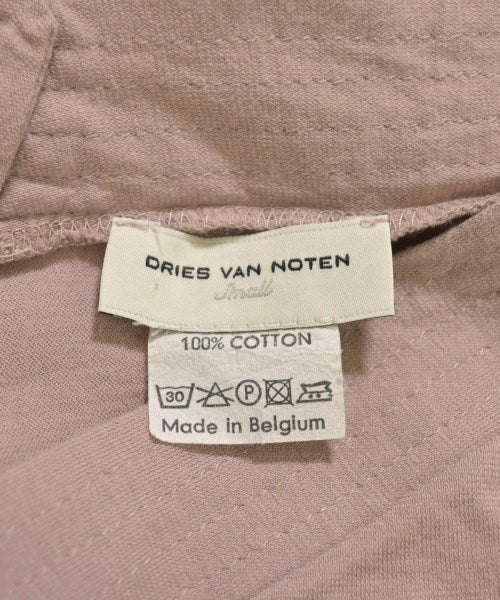 DRIES VAN NOTEN
Small
100% COTTON
30 P
Made in Belgium